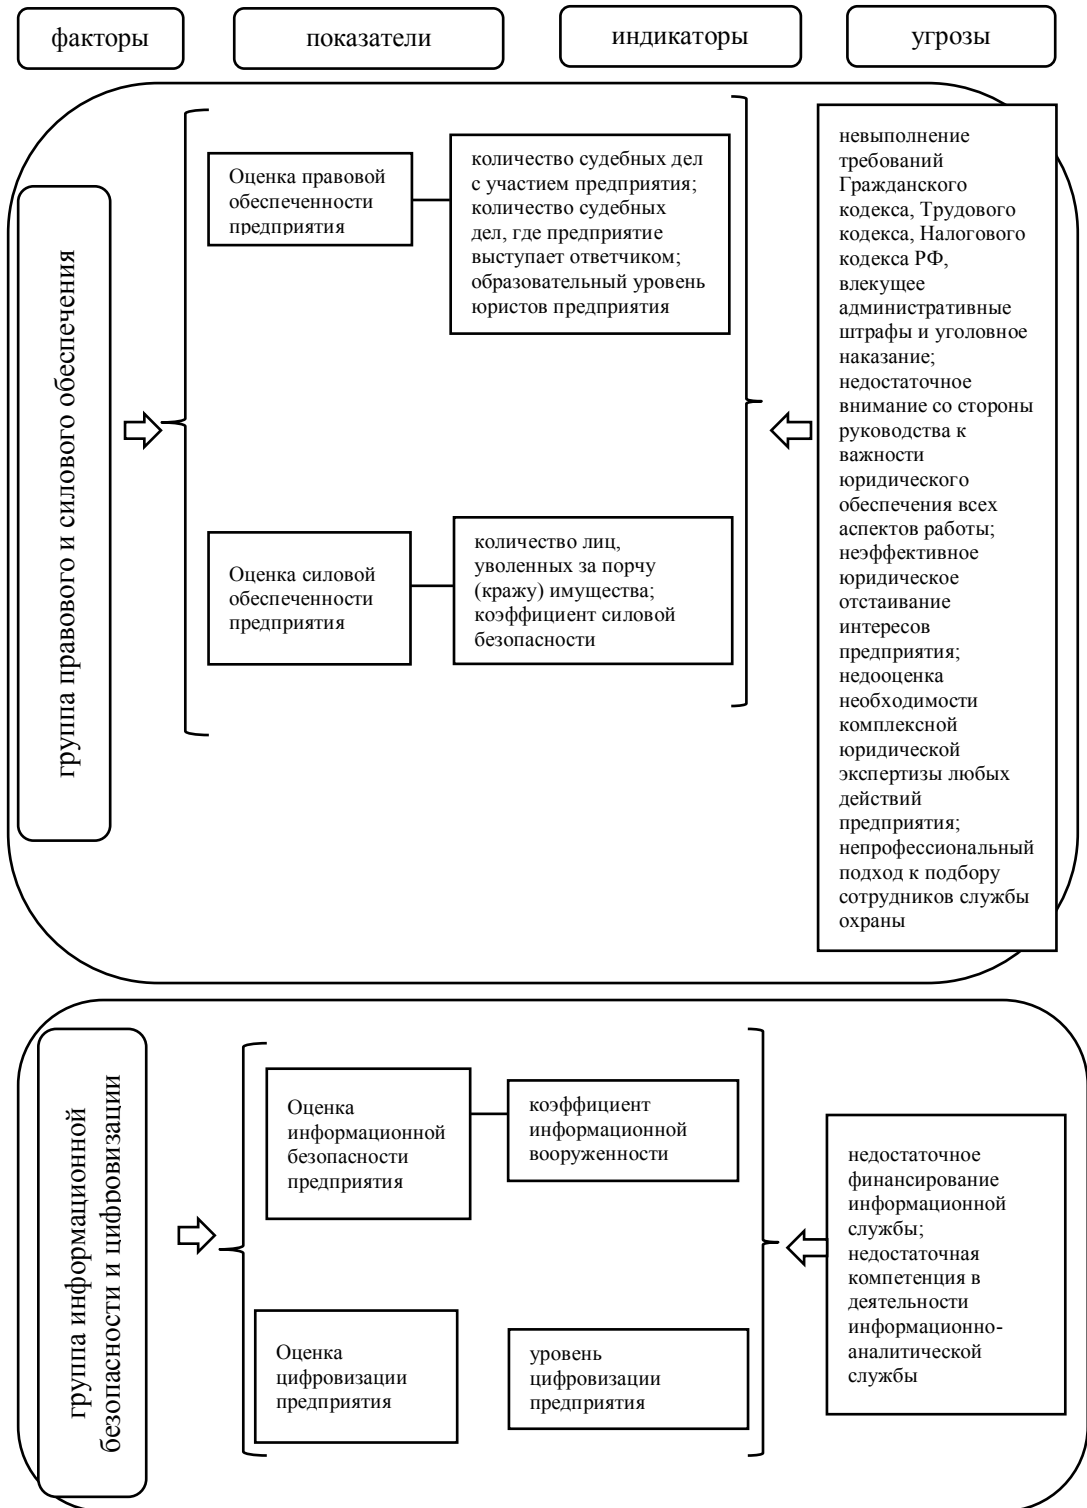 факторы
показатели
индикаторы
угрозы
группа правового и силового обеспечения
Оценка правовой
обеспеченности
предприятия
количество судебных дел
с участием предприятия;
количество судебных
дел, где предприятие
выступает ответчиком;
образовательный уровень
юристов предприятия
Оценка силовой
обеспеченности
предприятия
количество лиц,
уволенных за порчу
(кражу) имущества;
коэффициент силовой
безопасности
невыполнение
требований
Гражданского
кодекса, Трудового
кодекса, Налогового
кодекса РФ,
влекущее
административные
штрафы и уголовное
наказание;
недостаточное
внимание со стороны
руководства к
важности
юридического
обеспечения всех
аспектов работы;
неэффективное
юридическое
отстаивание
интересов
предприятия;
недооценка
необходимости
комплексной
юридической
экспертизы любых
действий
предприятия;
непрофессиональный
подход к подбору
сотрудников службы
охраны
группа информационной
безопасности и цифровизации
Оценка
информационной
безопасности
предприятия
коэффициент
информационной
вооруженности
Оценка
цифровизации
предприятия
уровень
цифровизации
предприятия
недостаточное
финансирование
информационной
службы;
недостаточная
компетенция в
деятельности
информационно-
аналитической
службы